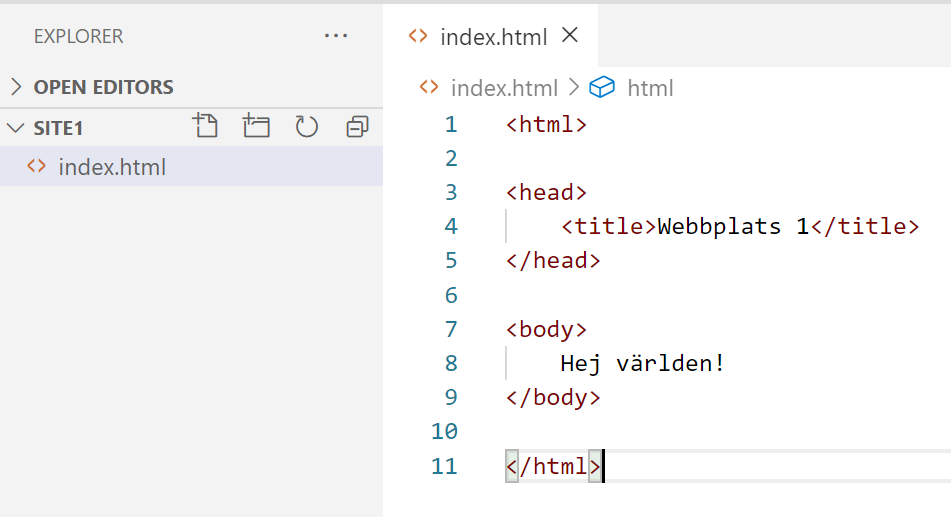 EXPLORER ...
OPEN EDITORS
SITE1
index.html
index.html
index.html > html
1 <html>
2
3 <head>
4 <title>Webbplats 1</title>
5 </head>
6
7 <body>
8 Hej världen!
9 </body>
10
11 </html>